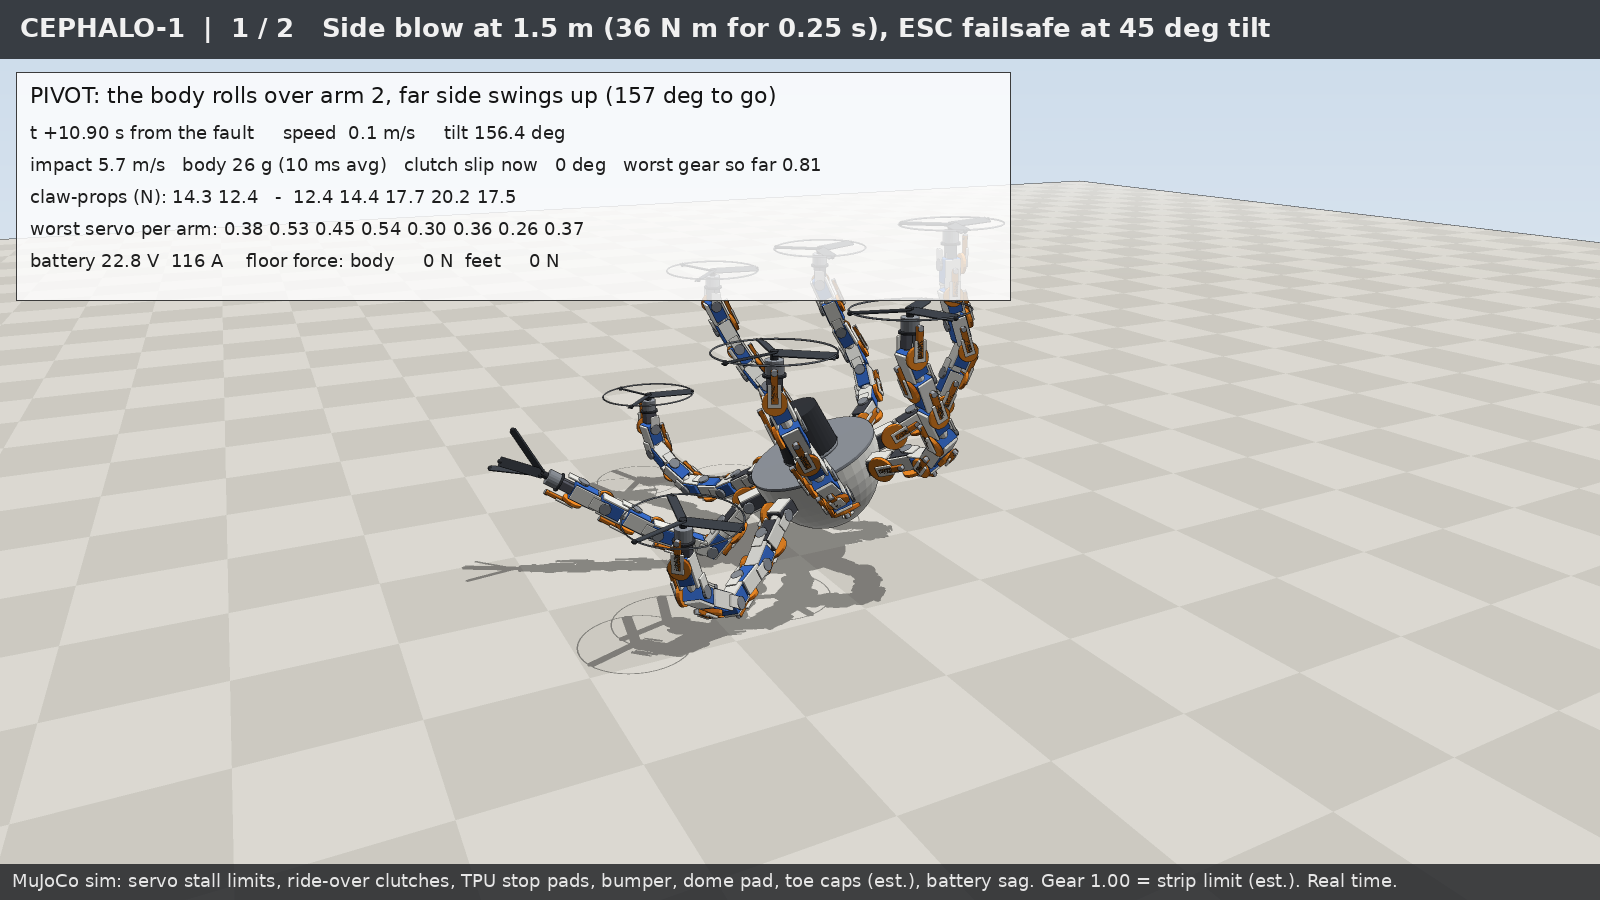 CEPHALO-1 | 1 / 2 Side blow at 1.5 m (36 N m for 0.25 s), ESC failsafe at 45 deg tilt
PIVOT: the body rolls over arm 2, far side swings up (157 deg to go)
t +10.90 s from the fault speed 0.1 m/s tilt 156.4 deg
impact 5.7 m/s body 26 g (10 ms avg) clutch slip now 0 deg worst gear so far 0.81
claw-props (N): 14.3 12.4 - 12.4 14.4 17.7 20.2 17.5
worst servo per arm: 0.38 0.53 0.45 0.54 0.30 0.36 0.26 0.37
battery 22.8 V 116 A floor force: body 0 N feet 0 N
MuJoCo sim: servo stall limits, ride-over clutches, TPU stop pads, bumper, dome pad, toe caps (est.), battery sag. Gear 1.00 = strip limit (est.). Real time.